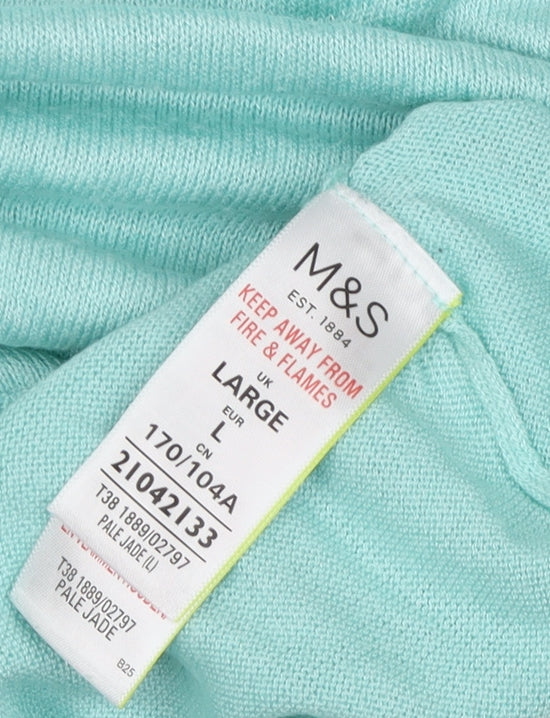 M&S
EST. 1884
KEEP AWAY FROM
FIRE & FLAMES
UK
LARGE
EUR
L
CN
170/104A
21042133
T38 1889/02797
PALE JADE (L)
T38 1889/02797
PALE JADE
B25